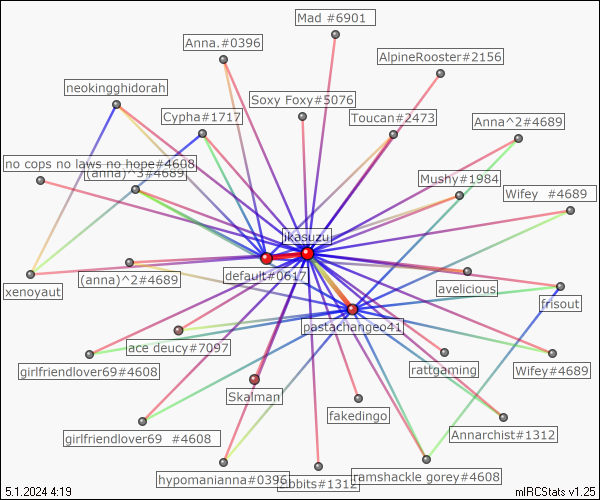 Mad #6901
Anna.#0396
AlpineRooster#2156
neokingghidorah
Soxy Foxy#5076
Cypha#1717
Toucan#2473
Anna^2#4689
no cops no laws no hope#4608
(anna)^3#4689
Mushy#1984
Wifey #4689
jkasuzu
default#0617
(anna)^2#4689
avelicious
xenoyaut
frisout
pastachangeo41
ace deucy#7097
girlfriendlover69#4608
rattgaming
Wifey#4689
Skalman
fakedingo
girlfriendlover69 #4608
Annarchist#1312
hypomanianna#0396
ramshackle gorey#4608
5.1.2024 4:19
mIRCStats v1.25